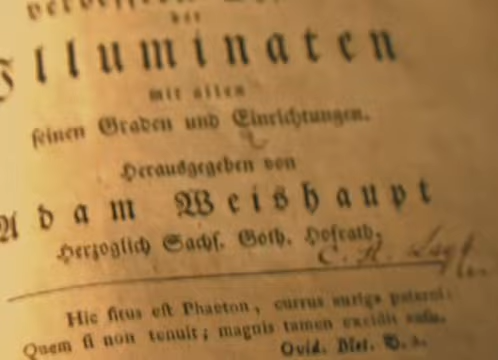 der
Illuminaten
mit allen
seinen Graden und Einrichtungen.
Herausgegeben von
Adam Weishaupt
Herzoglich Sachs. Goth. Hofrath.
Hic situs est Phaeton, currus auriga paterni.
Quem si non tenuit; magnis tamen excidit ausis.
Ovid. Met.